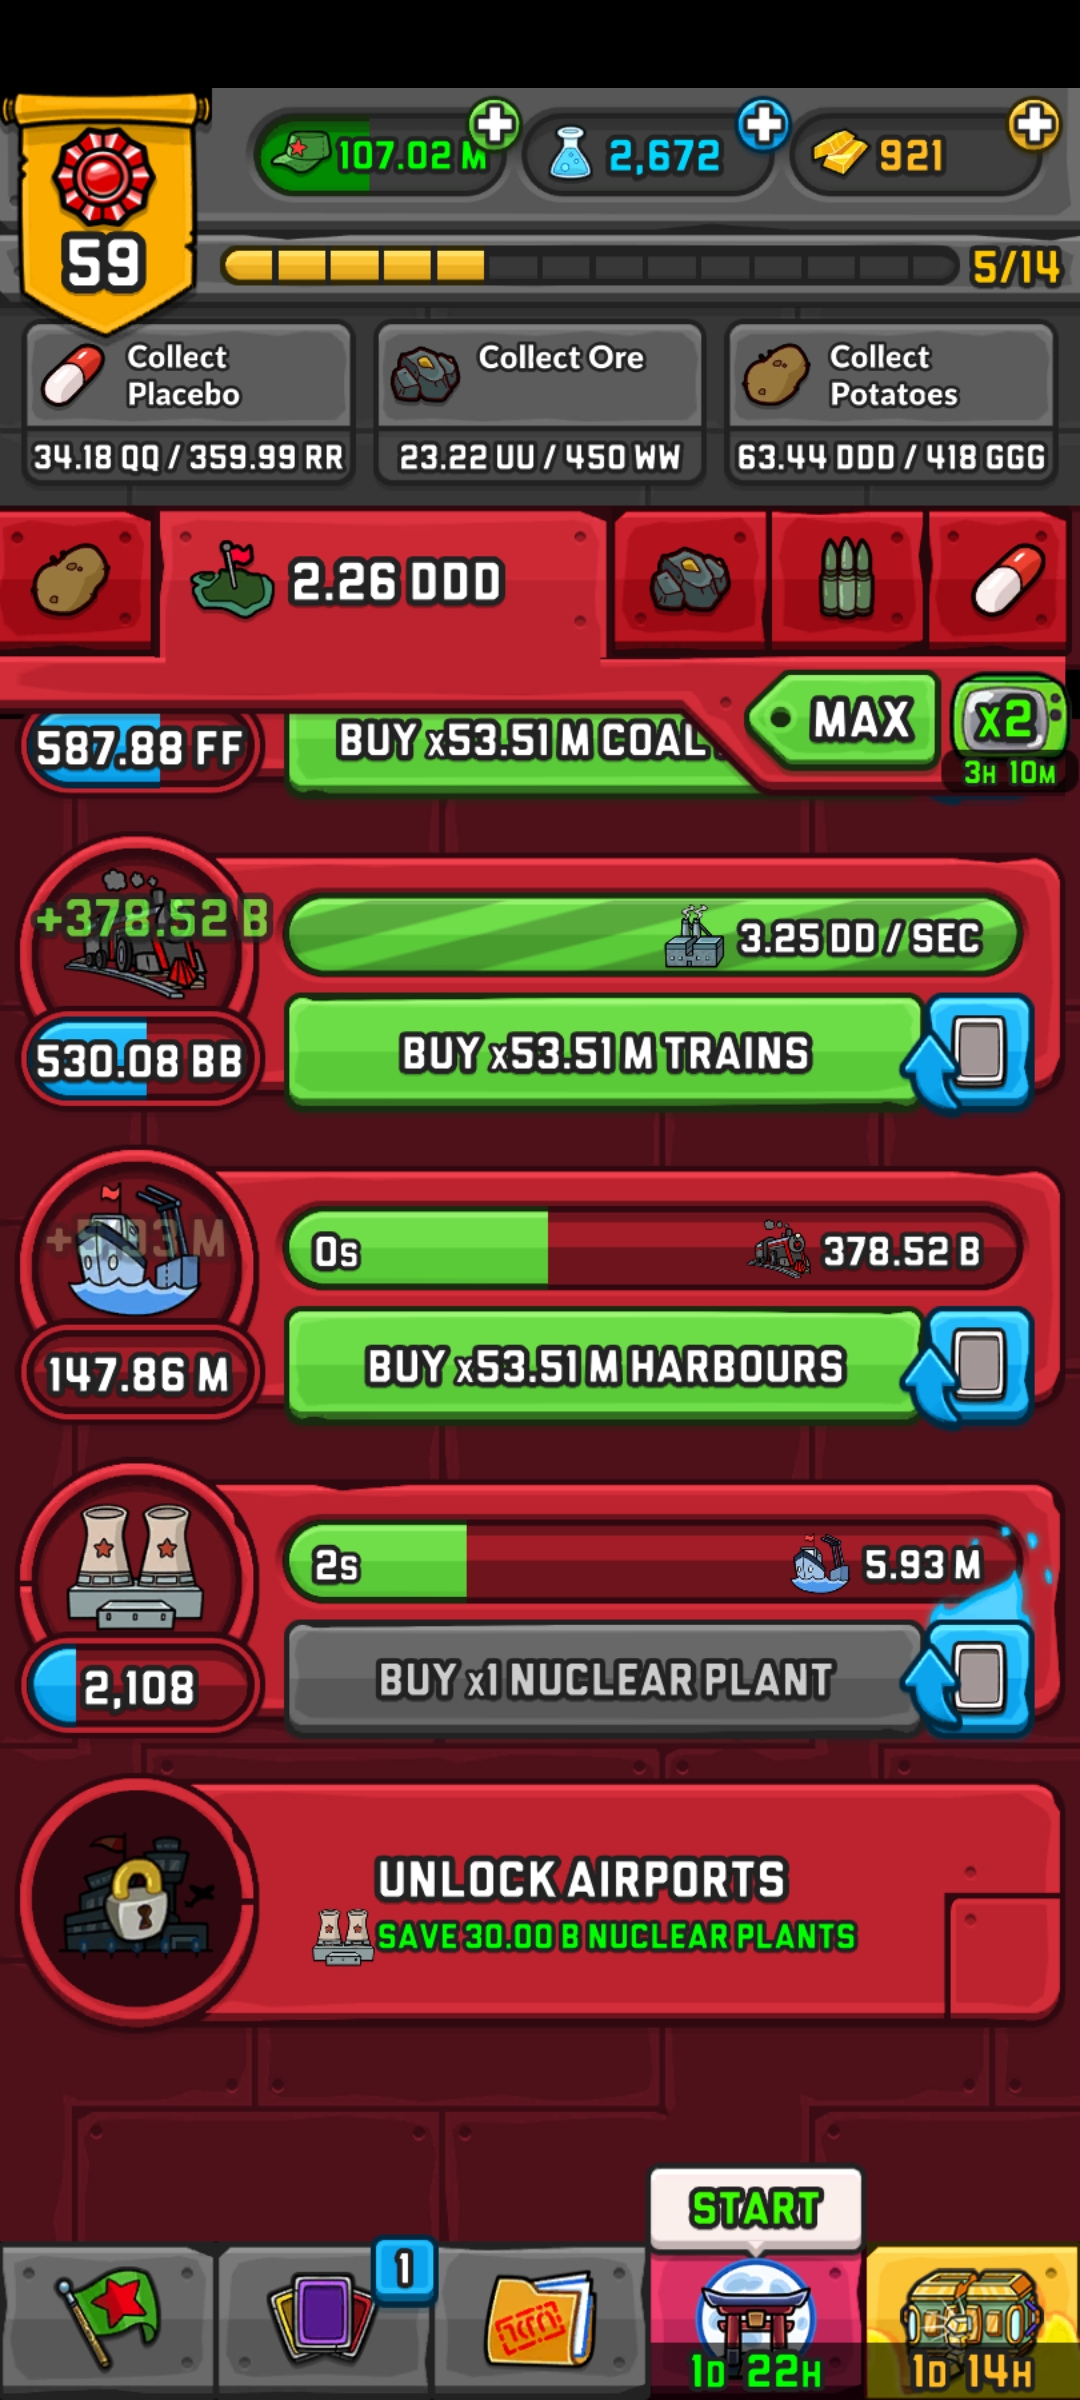 59
107.02 M
2,672
921
5/14
Collect Placebo
34.18 QQ / 359.99 RR
Collect Ore
23.22 UU / 450 WW
Collect Potatoes
63.44 DDD / 418 GGG
2.26 DDD
MAX
x2
3H 10M
587.88 FF
BUY x53.51 M COAL
+378.52 B
3.25 DD / SEC
530.08 BB
BUY x53.51 M TRAINS
0s
378.52 B
147.86 M
BUY x53.51 M HARBOURS
2s
5.93 M
2,108
BUY x1 NUCLEAR PLANT
UNLOCK AIRPORTS
SAVE 30.00 B NUCLEAR PLANTS
START
1
1D 22H
1D 14H